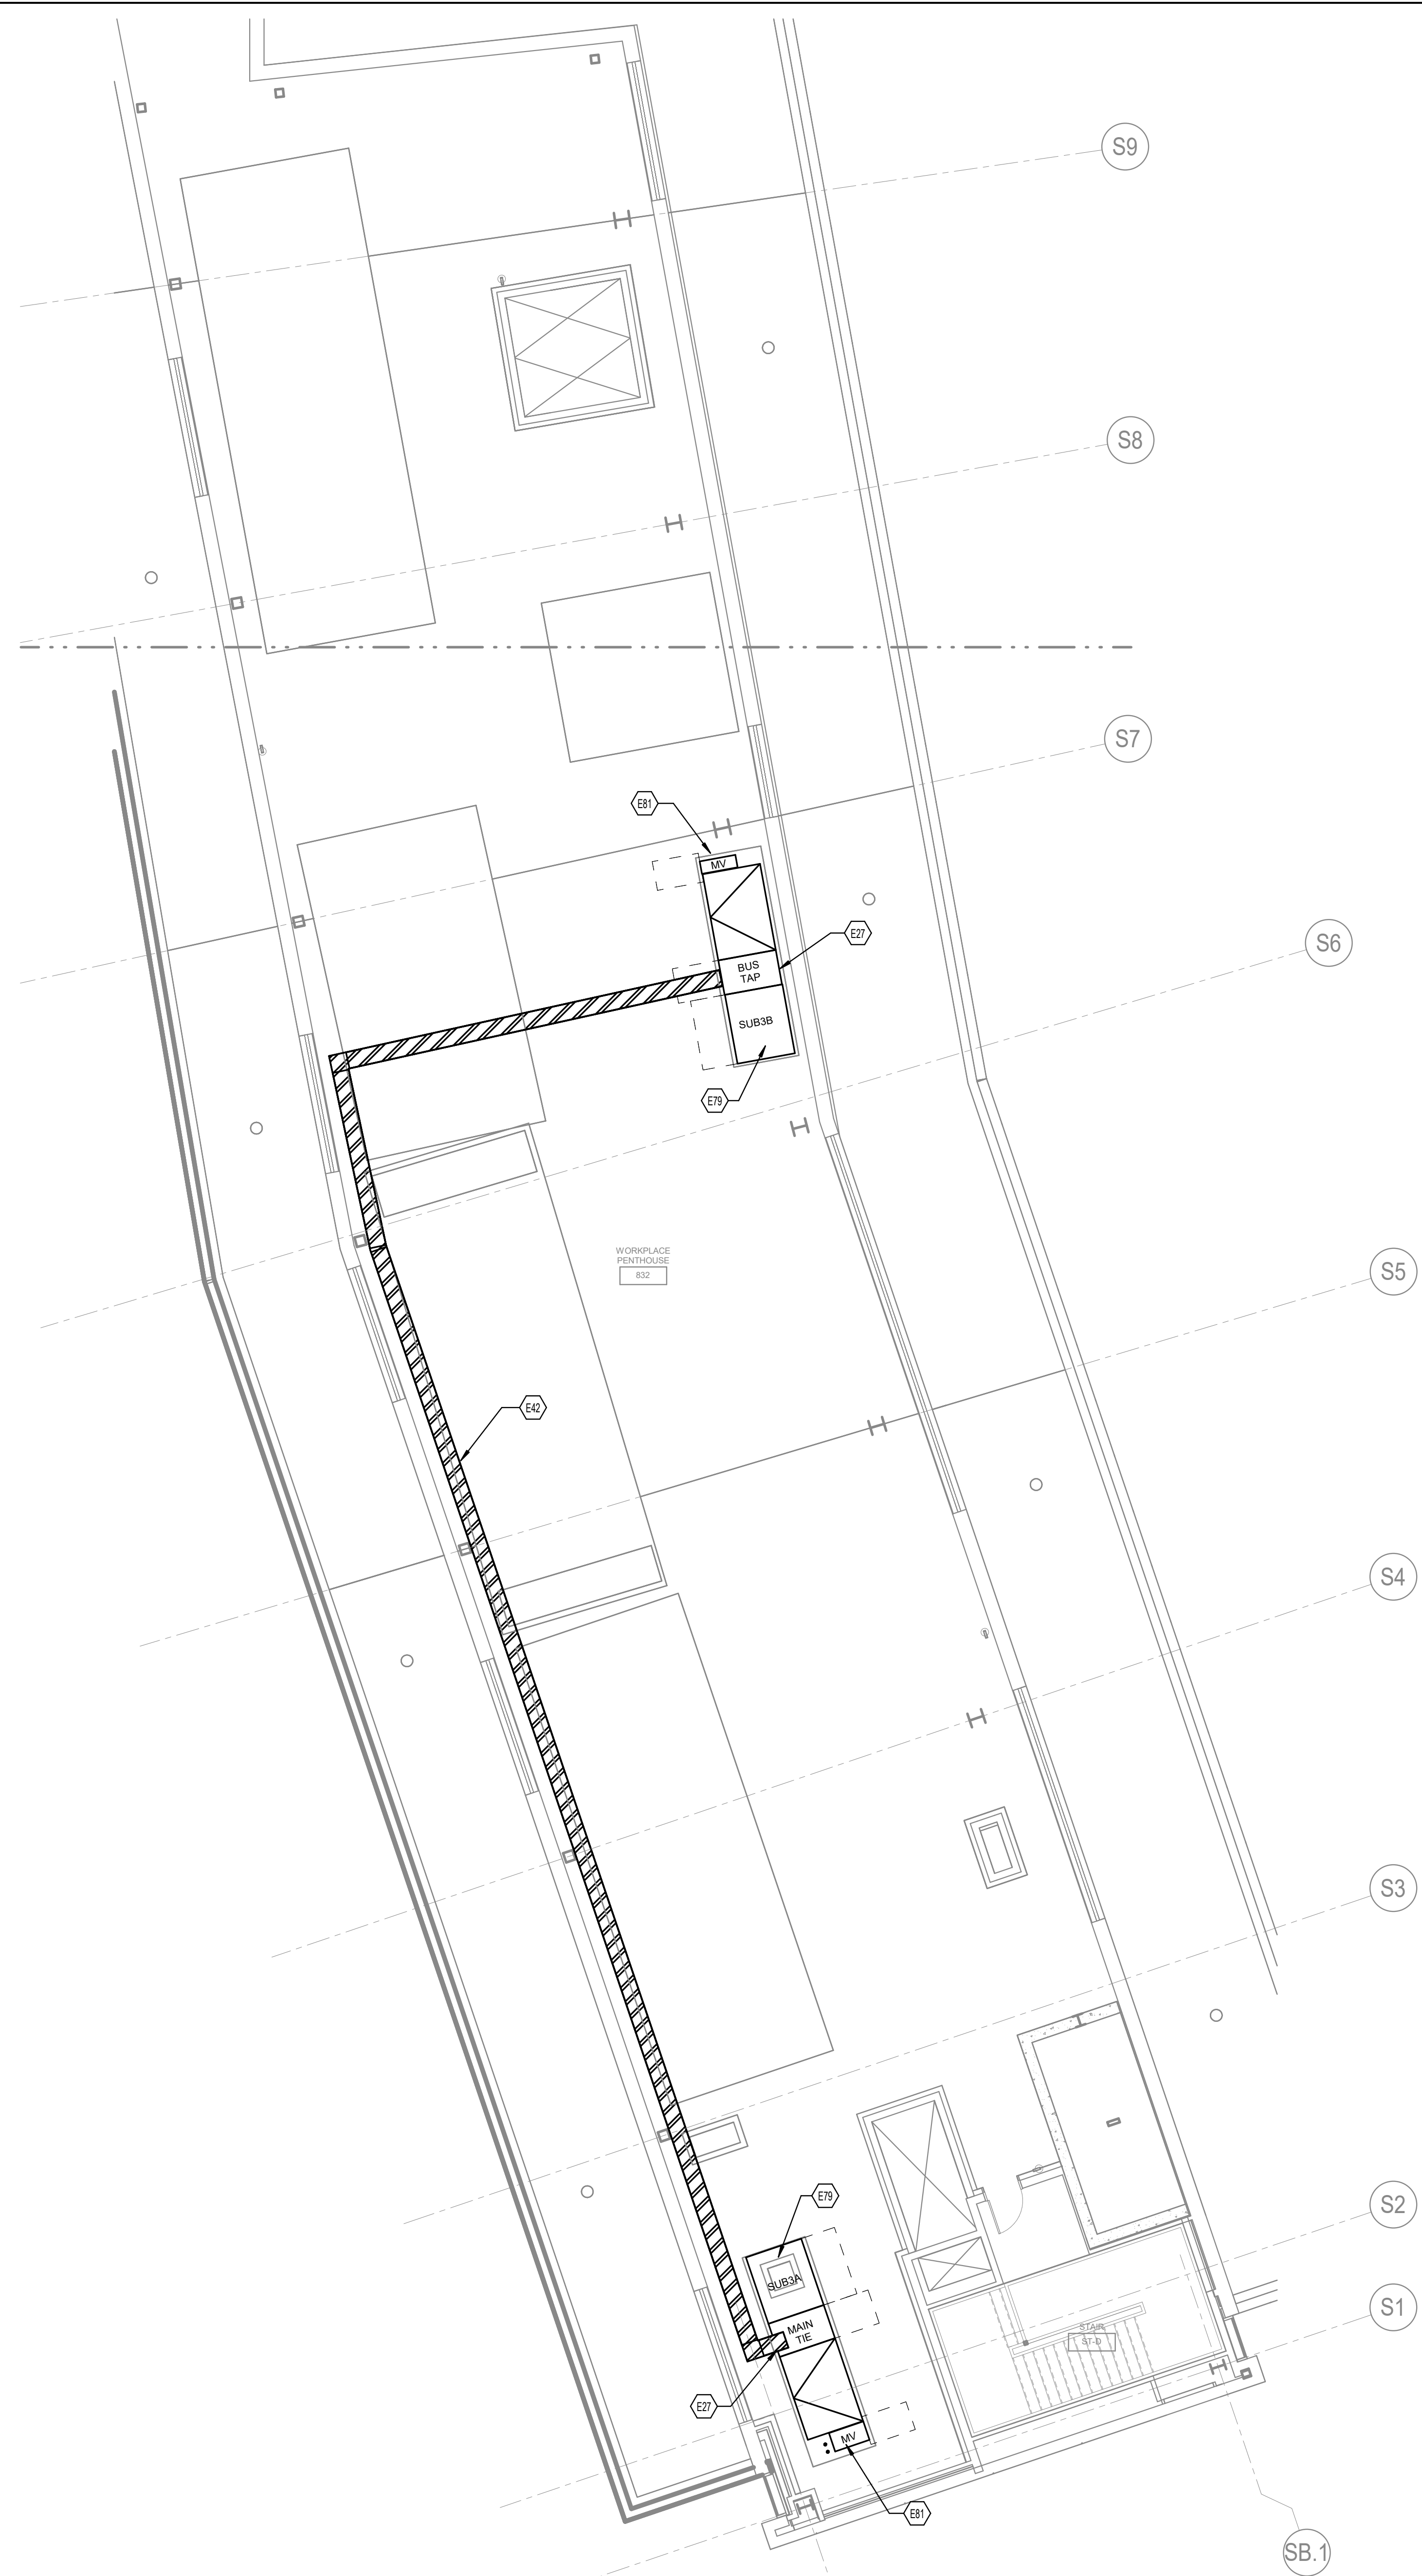 S9
S8
S7
E81
MV
S6
E27
BUS
TAP
SUB3B
E79
WORKPLACE
PENTHOUSE
832
S5
E42
S4
S3
E79
S2
SUB3A
S1
MAIN
TIE
STAIR
ST-D
E27
MV
E81
SB.1